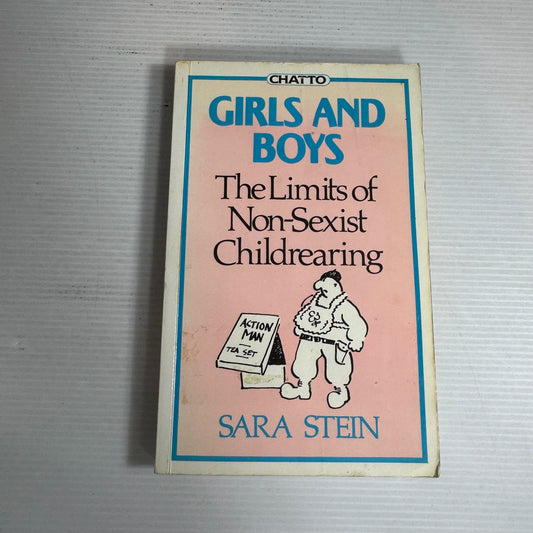 CHATTO
GIRLS AND
BOYS
The Limits of
Non-Sexist
Childrearing
ACTION
MAN
TEA SET
SARA STEIN